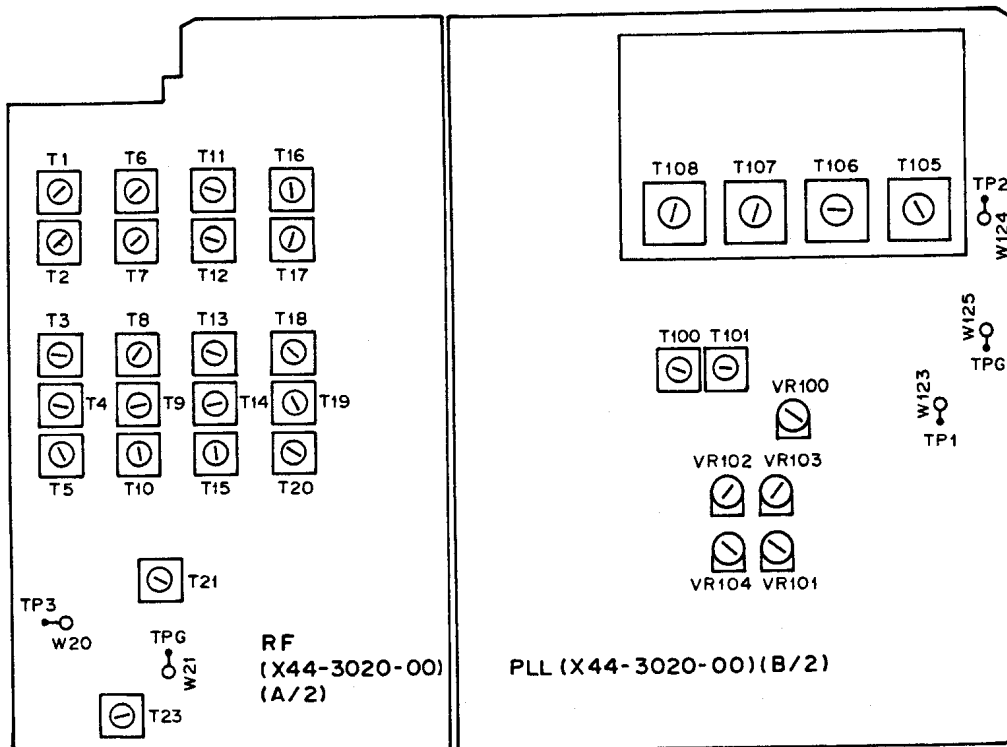 T1 T6 T11 T16
T2 T7 T12 T17
T3 T8 T13 T18
T4 T9 T14 T19
T5 T10 T15 T20
T21
TP3
W20
TPG
W21
T23
RF
(X44-3020-00)
(A/2)
T108 T107 T106 T105
TP2
W124
W125
TPG
T100 T101
W123
TP1
VR100
VR102 VR103
VR104 VR101
PLL (X44-3020-00)(B/2)